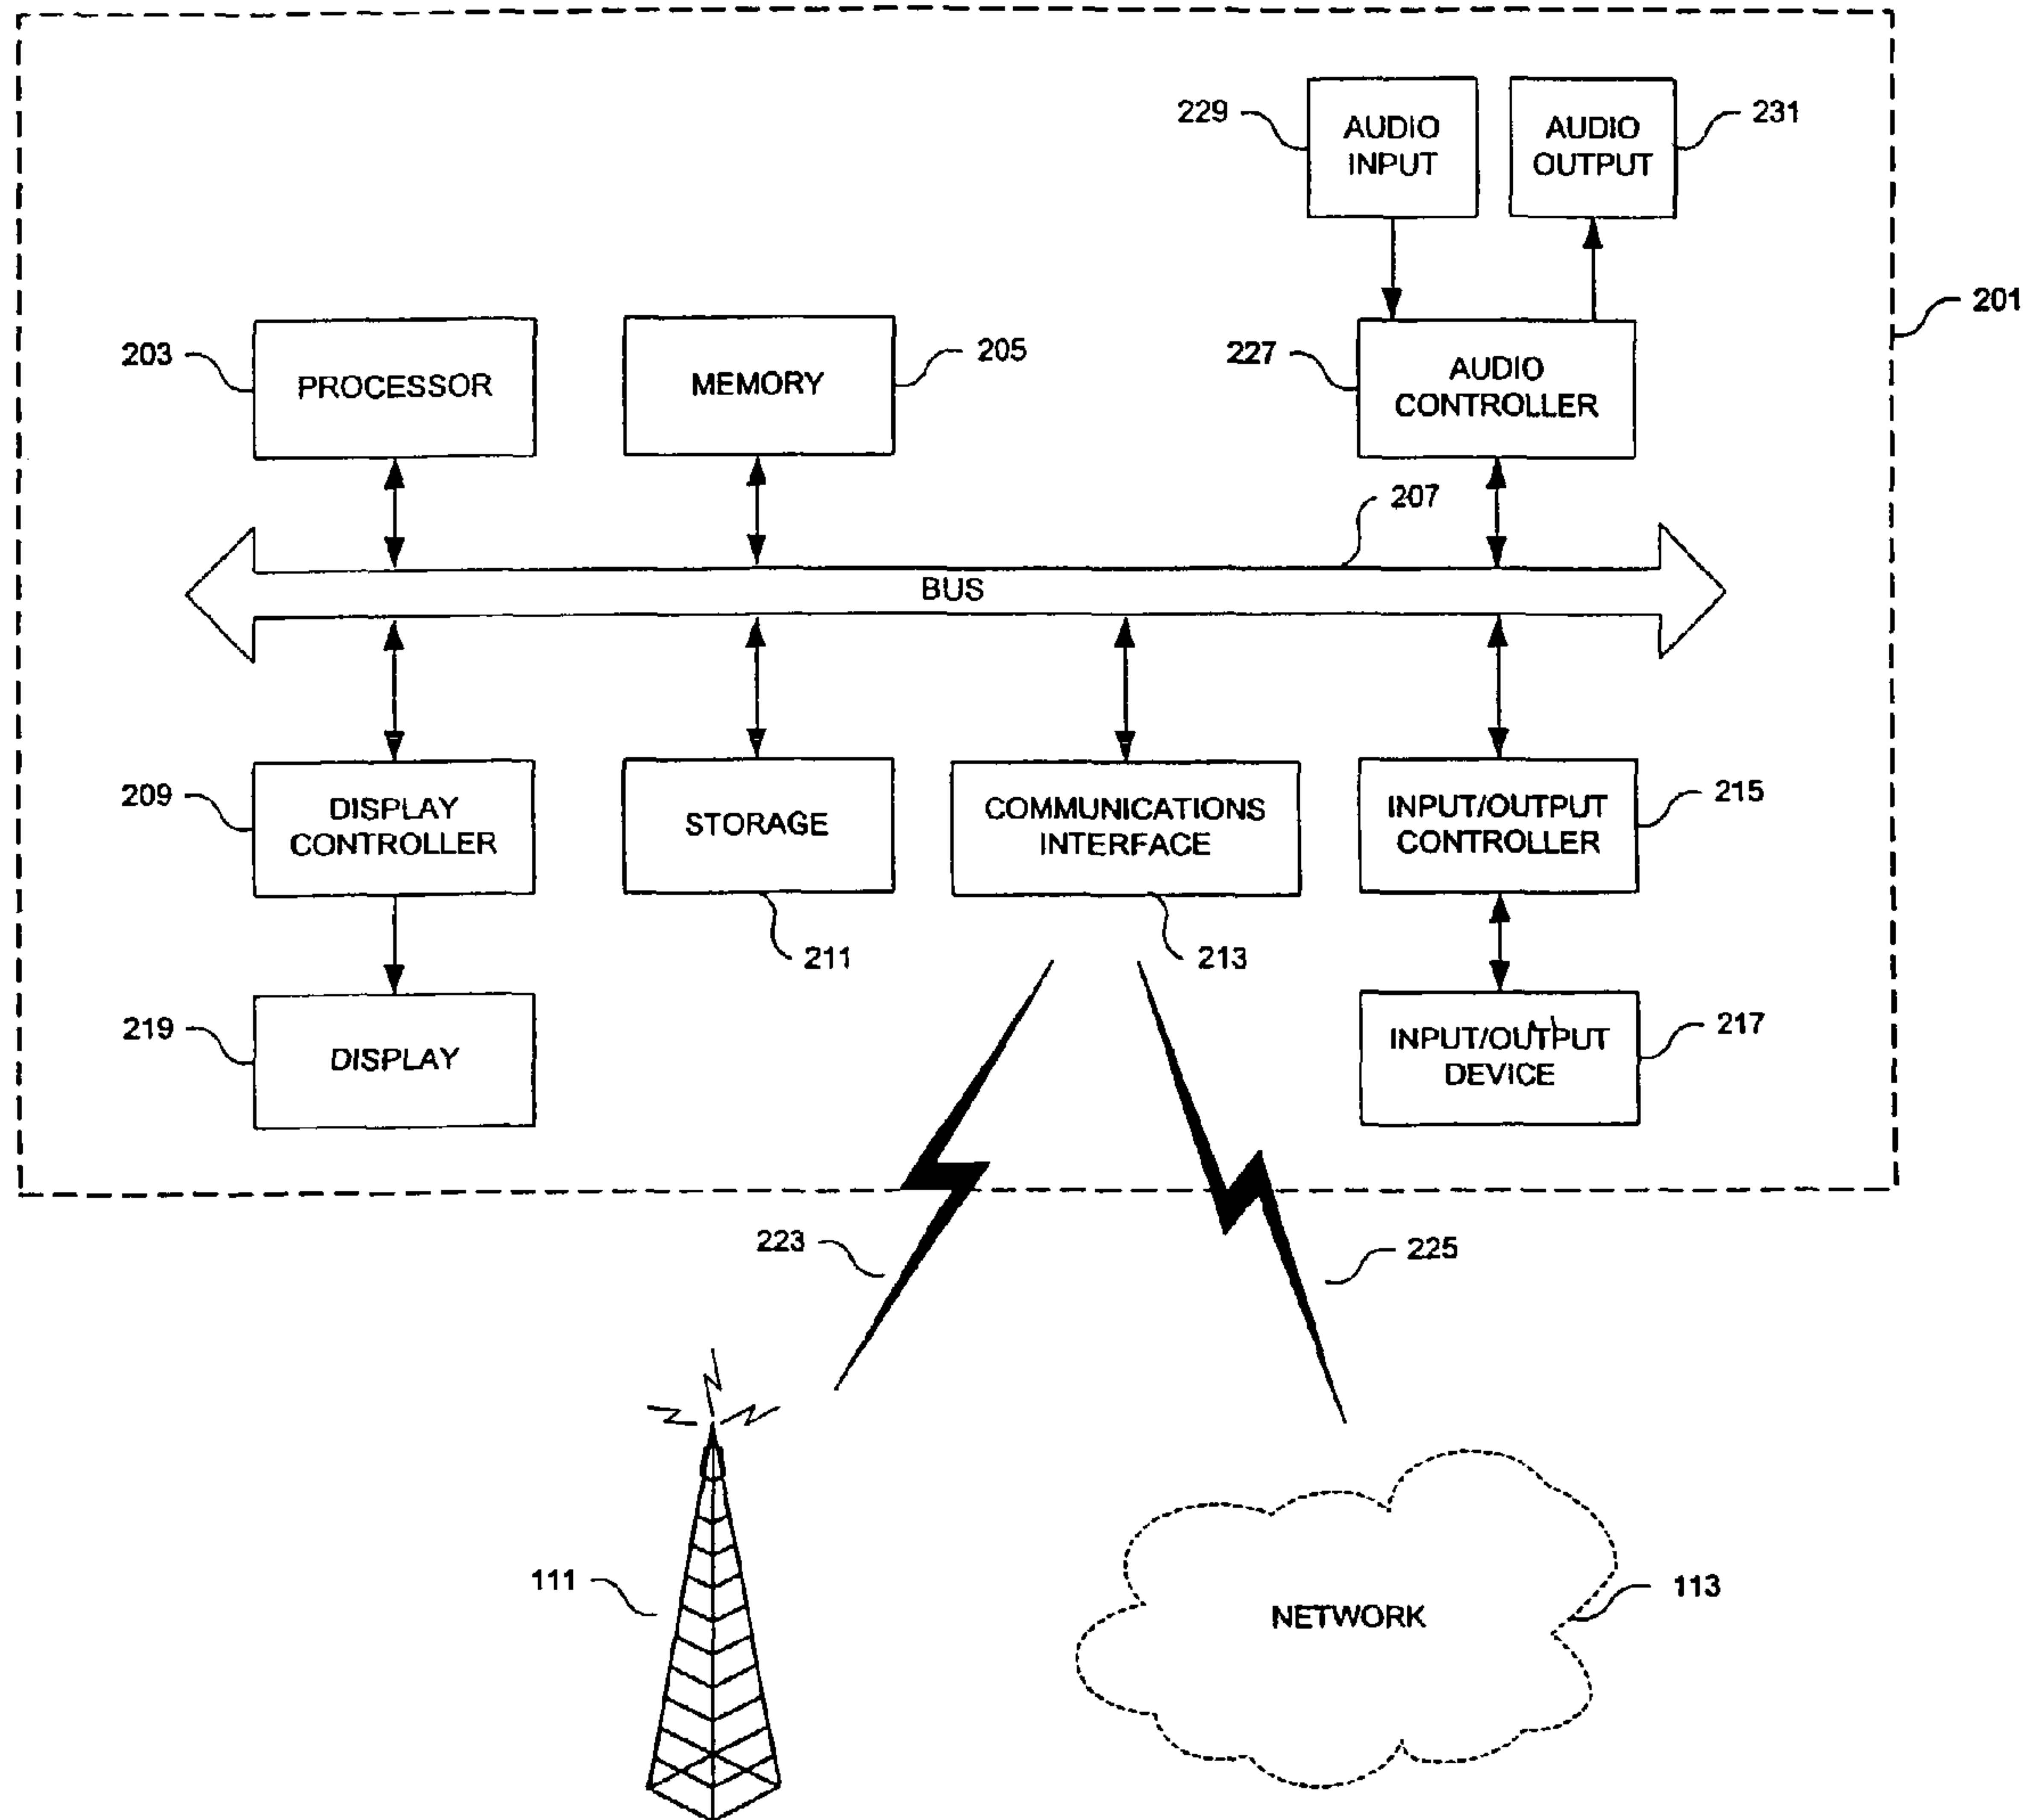 229
AUDIO
INPUT
AUDIO
OUTPUT
231
201
203
PROCESSOR
MEMORY
205
227
AUDIO
CONTROLLER
207
BUS
209
DISPLAY
CONTROLLER
STORAGE
COMMUNICATIONS
INTERFACE
INPUT/OUTPUT
CONTROLLER
215
211
213
219
DISPLAY
INPUT/OUTPUT
DEVICE
217
223
225
111
NETWORK
113